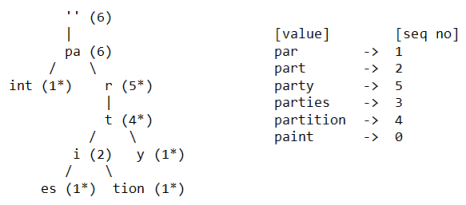 '' (6)
|
pa (6)
/ \
int (1*) r (5*)
|
t (4*)
/ \
i (2) y (1*)
/ \
es (1*) tion (1*)
[value] [seq no]
par -> 1
part -> 2
party -> 5
parties -> 3
partition -> 4
paint -> 0